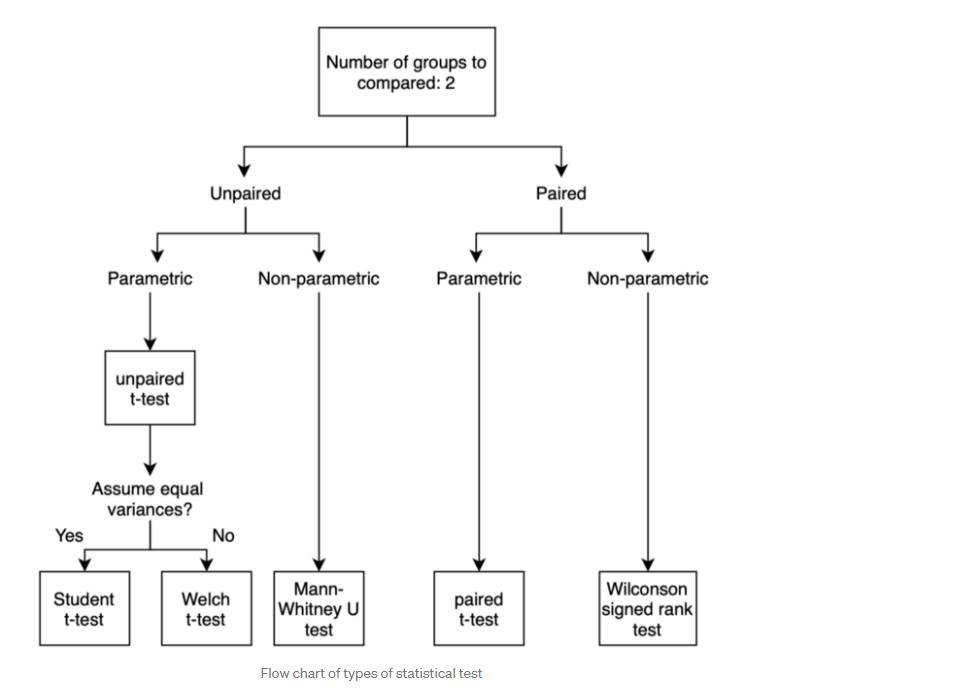 Number of groups to
compared: 2
Unpaired
Paired
Parametric
Non-parametric
Parametric
Non-parametric
unpaired
t-test
Assume equal
variances?
Yes
No
Student
t-test
Welch
t-test
Mann-
Whitney U
test
paired
t-test
Wilconson
signed rank
test
Flow chart of types of statistical test